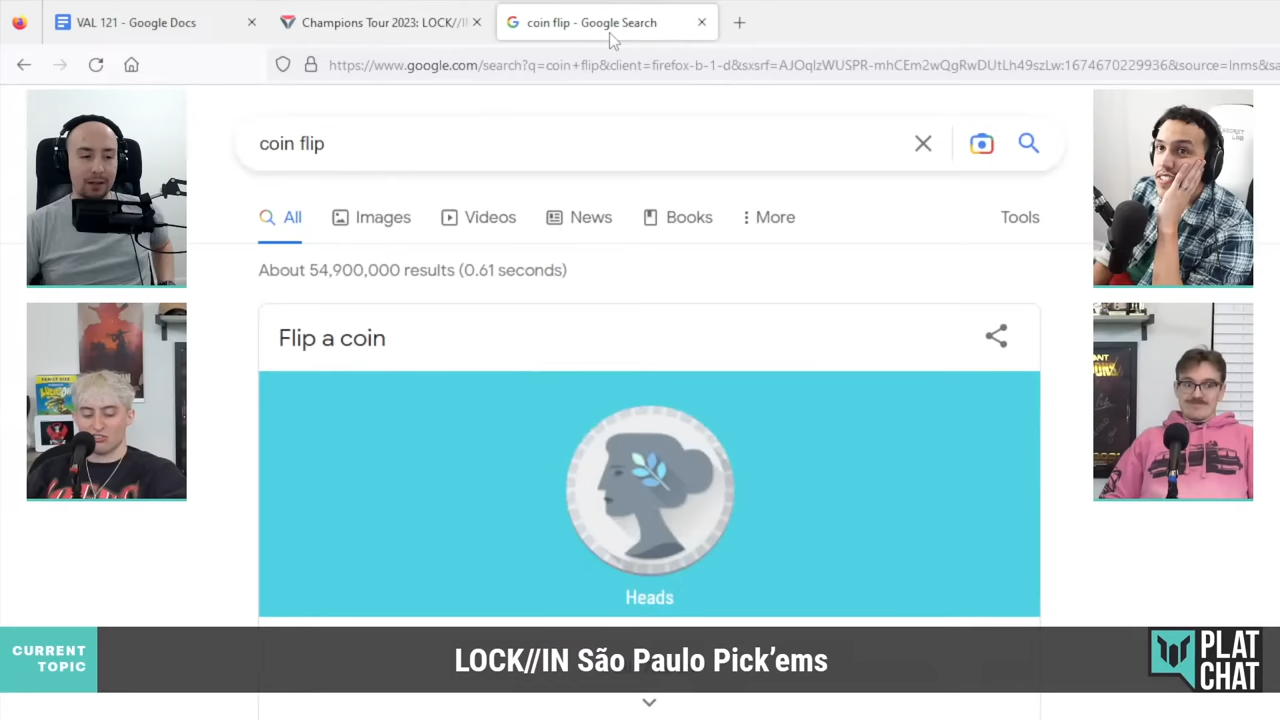 VAL 121 - Google Docs
Champions Tour 2023: LOCK//I
coin flip - Google Search
https://www.google.com/search?q=coin+flip&client=firefox-b-1-d&sxsrf=AJOqlzWUSPR-mhCEm2wQgRwDUtLh49szLw:1674670229936&source=lnms&sa
coin flip
All
Images
Videos
News
Books
More
Tools
About 54,900,000 results (0.61 seconds)
Flip a coin
Heads
CURRENT
TOPIC
LOCK//IN São Paulo Pick'ems
PLAT
CHAT
SECRET
LAB